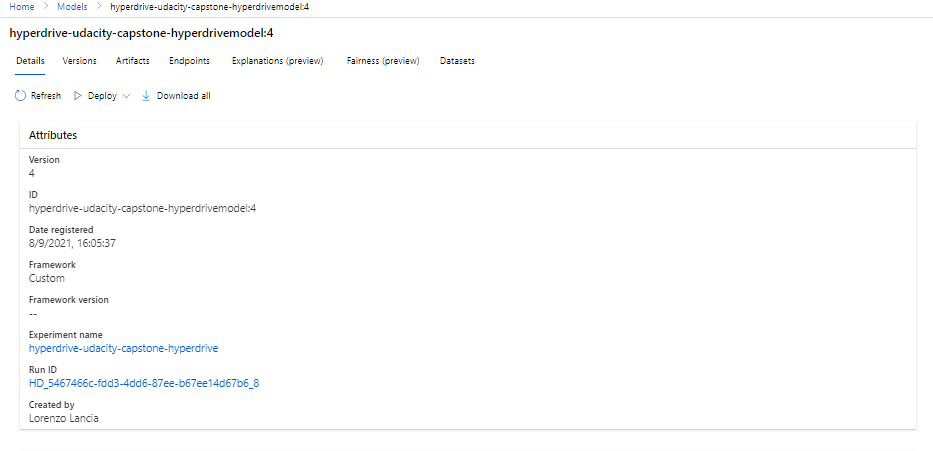 Home > Models > hyperdrive-udacity-capstone-hyperdrivemodel:4
hyperdrive-udacity-capstone-hyperdrivemodel:4
Details Versions Artifacts Endpoints Explanations (preview) Fairness (preview) Datasets
Refresh Deploy Download all
Attributes
Version
4
ID
hyperdrive-udacity-capstone-hyperdrivemodel:4
Date registered
8/9/2021, 16:05:37
Framework
Custom
Framework version
--
Experiment name
hyperdrive-udacity-capstone-hyperdrive
Run ID
HD_5467466c-fdd3-4dd6-87ee-b67ee14d67b6_8
Created by
Lorenzo Lancia